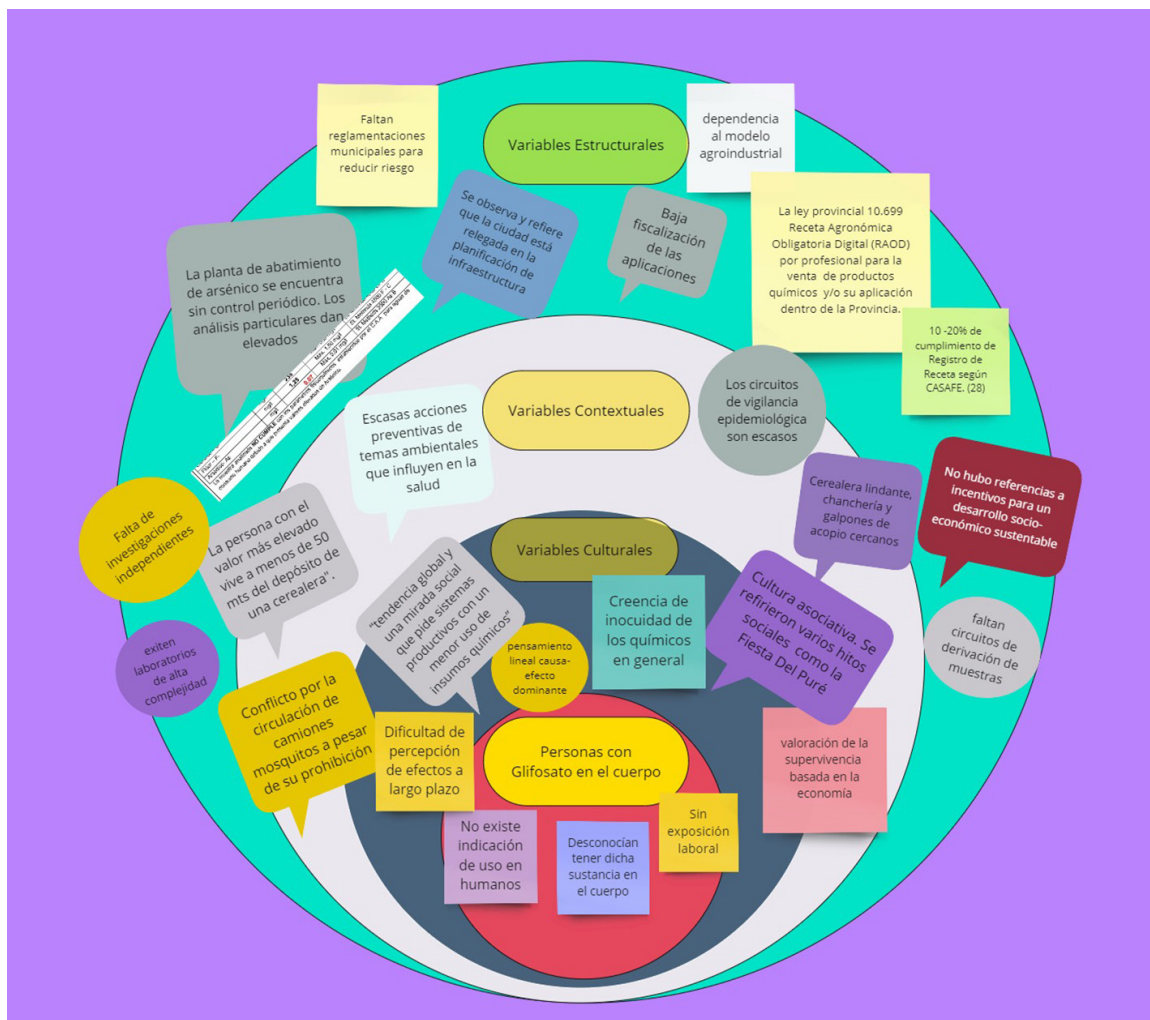 Faltan
reglamentaciones
municipales para
reducir riesgo
Variables Estructurales
dependencia
al modelo
agroindustrial
Se observa y refiere
que la ciudad está
relegada en la
planificación de
infraestructura
Baja
fiscalización
de las
aplicaciones
La ley provincial 10.699
Receta Agronómica
Obligatoria Digital (RAOD)
por profesional para la
venta de productos
químicos y/o su aplicación
dentro de la Provincia.
La planta de abatimiento
de arsénico se encuentra
sin control periódico. Los
análisis particulares dan
elevados
10 -20% de
cumplimiento de
Registro de
Receta según
CASAFE. (28)
Variables Contextuales
Los circuitos
de vigilancia
epidemiológica
son escasos
Escasas acciones
preventivas de
temas ambientales
que influyen en la
salud
Cerealera lindante,
chanchería y
galpones de
acopio cercanos
No hubo referencias a
incentivos para un
desarrollo socio-
económico sustentable
Falta de
investigaciones
independientes
La persona con el
valor más elevado
vive a menos de 50
mts del depósito de
una cerealera".
Variables Culturales
"tendencia global y
una mirada social
que pide sistemas
productivos con un
menor uso de
insumos químicos"
Creencia de
inocuidad de
los químicos
en general
Cultura asociativa. Se
refirieron varios hitos
sociales como la
Fiesta Del Puré
faltan
circuitos de
derivación de
muestras
exiten
laboratorios
de alta
complejidad
pensamiento
lineal causa-
efecto
dominante
Conflicto por la
circulación de
camiones
mosquitos a pesar
de su prohibición
Dificultad de
percepción
de efectos a
largo plazo
Personas con
Glifosato en el cuerpo
valoración de la
supervivencia
basada en la
economía
No existe
indicación
de uso en
humanos
Desconocían
tener dicha
sustancia en
el cuerpo
Sin
exposición
laboral